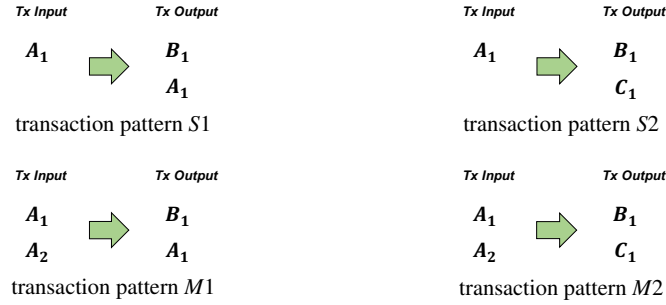 Tx Input Tx Output Tx Input Tx Output
A₁ B₁ A₁ B₁
A₁ C₁
transaction pattern S1 transaction pattern S2
Tx Input Tx Output Tx Input Tx Output
A₁ B₁ A₁ B₁
A₂ A₁ A₂ C₁
transaction pattern M1 transaction pattern M2